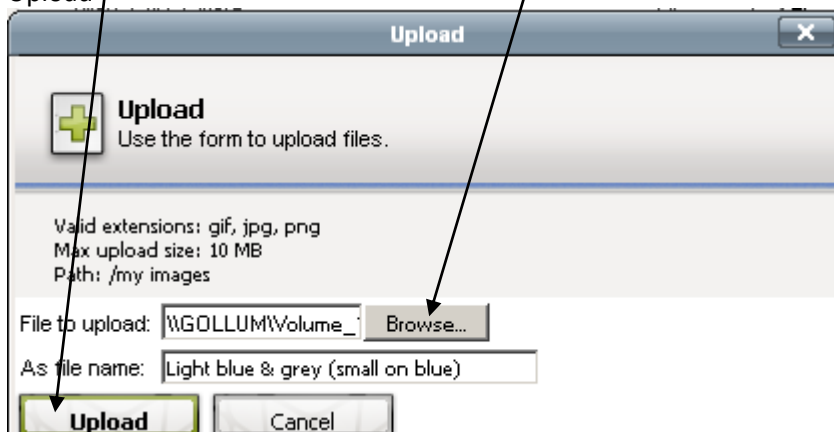 Upload
Upload
Upload
Use the form to upload files.
Valid extensions: gif, jpg, png
Max upload size: 10 MB
Path: /my images
File to upload: \\GOLLUM\Volume_ Browse...
As file name: Light blue & grey (small on blue)
Upload Cancel